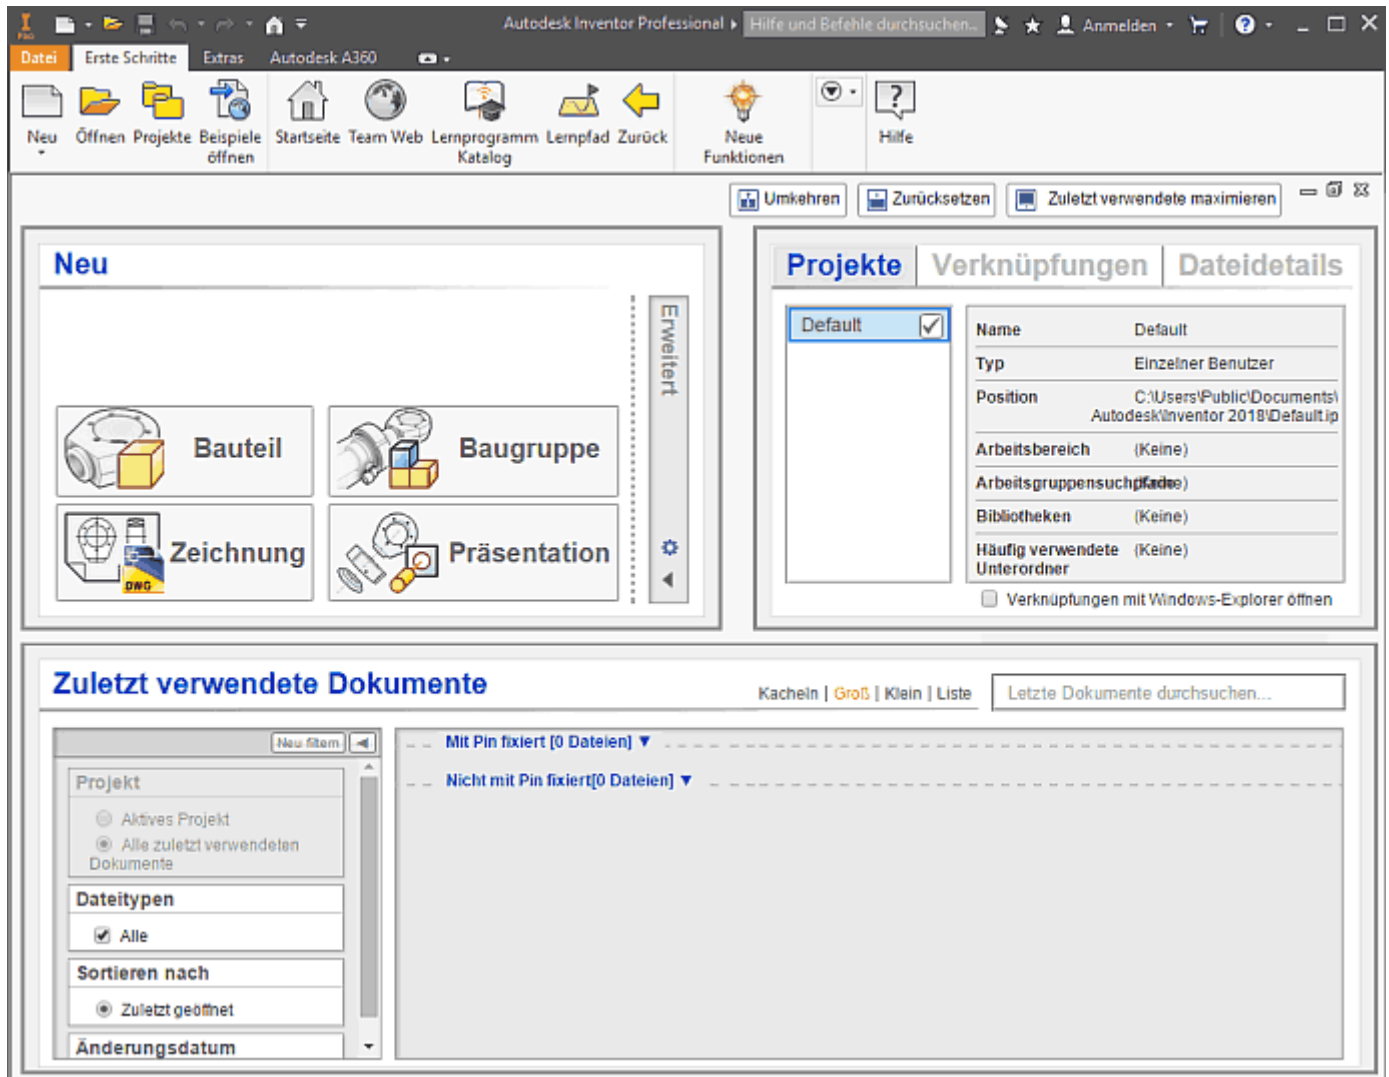 PRO
Autodesk Inventor Professional
Hilfe und Befehle durchsuchen...
Anmelden
Datei
Erste Schritte
Extras
Autodesk A360
Neu
Öffnen
Projekte
Beispiele
öffnen
Startseite
Team Web
Lernprogramm
Katalog
Lernpfad
Zurück
Neue
Funktionen
Hilfe
Umkehren
Zurücksetzen
Zuletzt verwendete maximieren
Neu
Erweitert
Bauteil
Baugruppe
Zeichnung
DWG
Präsentation
Projekte
Verknüpfungen
Dateidetails
Default
Name Default
Typ Einzelner Benutzer
Position C:\Users\Public\Documents\
Autodesk\Inventor 2018\Default.ip
Arbeitsbereich (Keine)
Arbeitsgruppensuchpfade (Keine)
Bibliotheken (Keine)
Häufig verwendete (Keine)
Unterordner
Verknüpfungen mit Windows-Explorer öffnen
Zuletzt verwendete Dokumente
Kacheln | Groß | Klein | Liste
Letzte Dokumente durchsuchen...
Neu filtern
Projekt
Aktives Projekt
Alle zuletzt verwendeten
Dokumente
Dateitypen
Alle
Sortieren nach
Zuletzt geöffnet
Änderungsdatum
Mit Pin fixiert [0 Dateien]
Nicht mit Pin fixiert[0 Dateien]